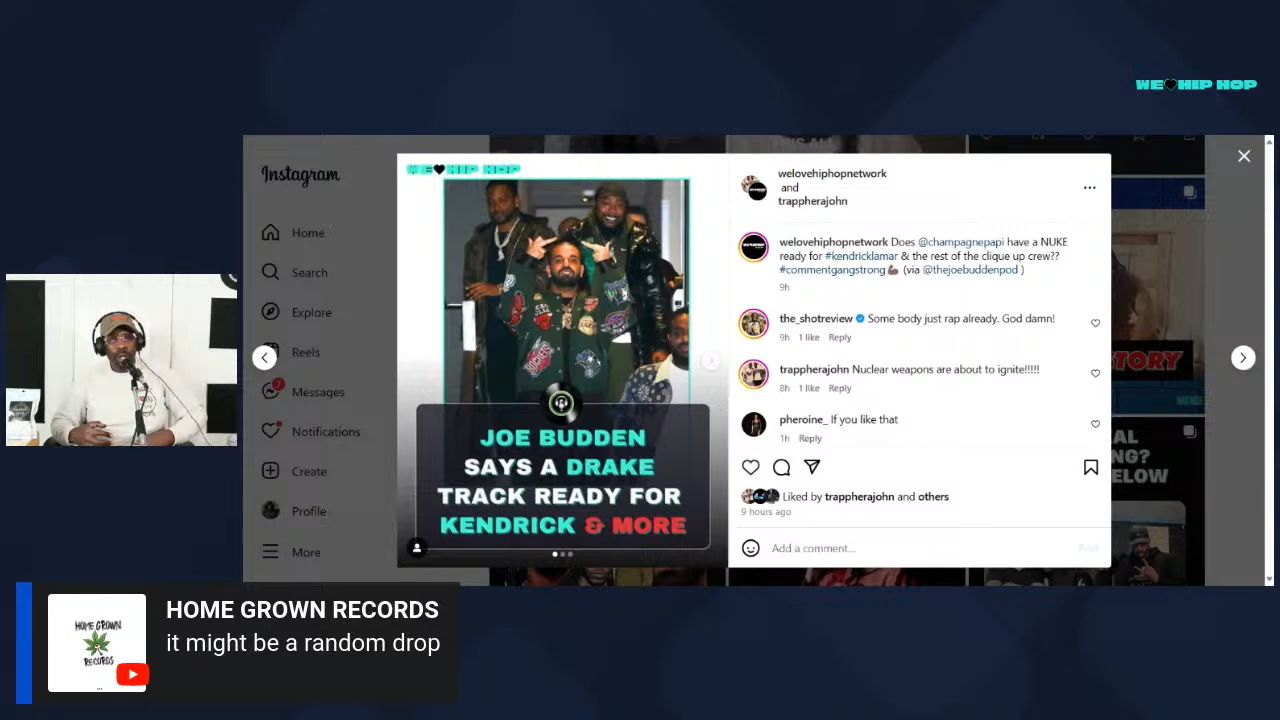 WE🖤HIP HOP
Instagram
Home
Search
Explore
Reels
7
Messages
Notifications
Create
Profile
More
WE🖤HIP HOP
JOE BUDDEN
SAYS A DRAKE
TRACK READY FOR
KENDRICK & MORE
welovehiphopnetwork
and
trappherajohn
...
welovehiphopnetwork Does @champagnepapi have a NUKE
ready for #kendricklamar & the rest of the clique up crew??
#commentgangstrong💪🏾 (via @thejoebuddenpod )
9h
the_shotreview Some body just rap already. God damn!
9h 1 like Reply
trappherajohn Nuclear weapons are about to ignite!!!!!
8h 1 like Reply
pheroine_ If you like that
1h Reply
Liked by trappherajohn and others
9 hours ago
Add a comment...
Post
STORY
ELOW
HOME GROWN
RECORDS
HOME GROWN RECORDS
it might be a random drop